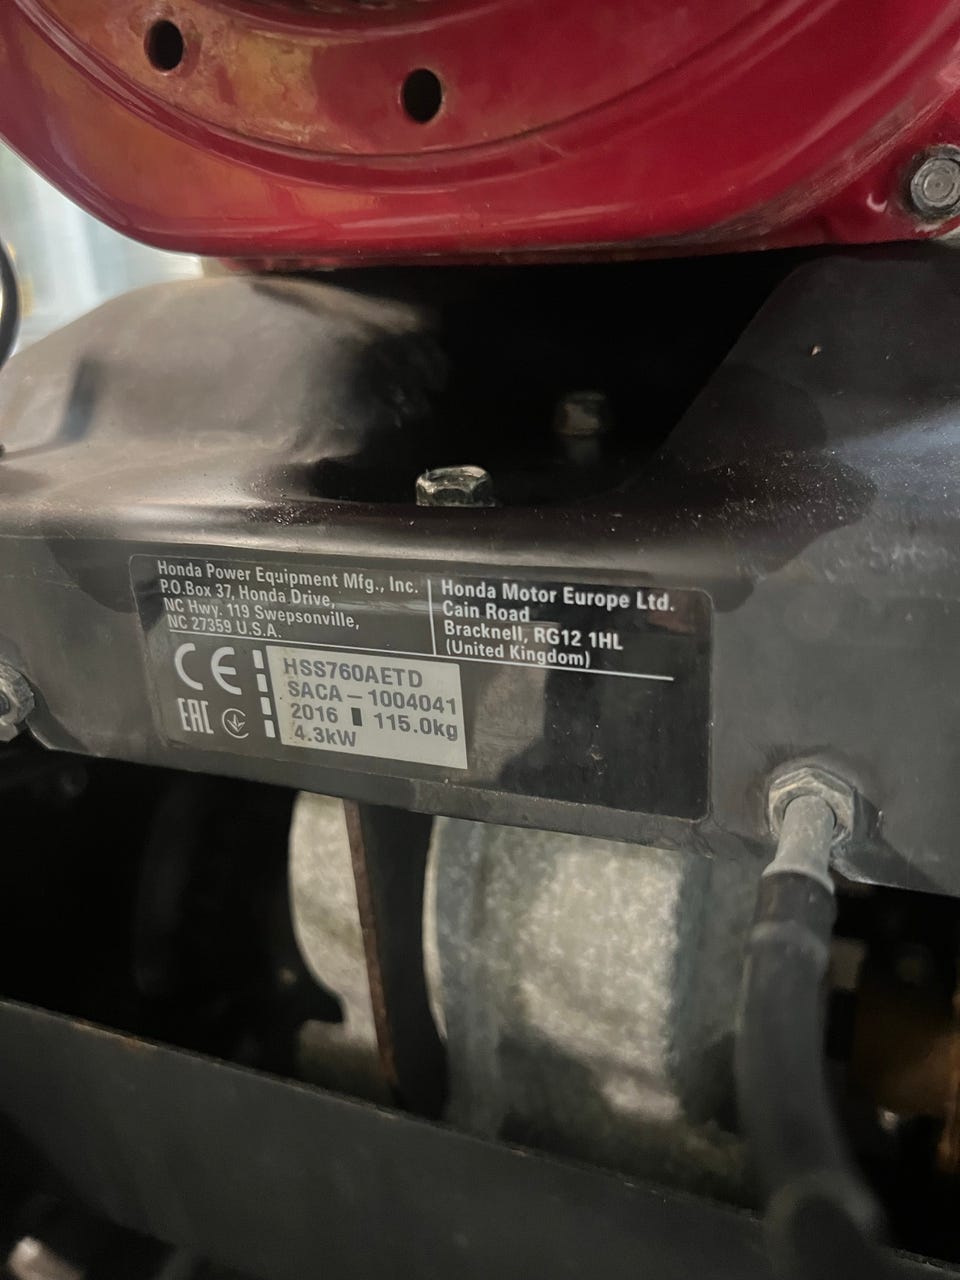 Honda Power Equipment Mfg., Inc.
P.O.Box 37, Honda Drive,
NC Hwy. 119 Swepsonville,
NC 27359 U.S.A.
Honda Motor Europe Ltd.
Cain Road
Bracknell, RG12 1HL
(United Kingdom)
CE
EAC
HSS760AETD
SACA-1004041
2016 ▮ 115.0kg
4.3kW